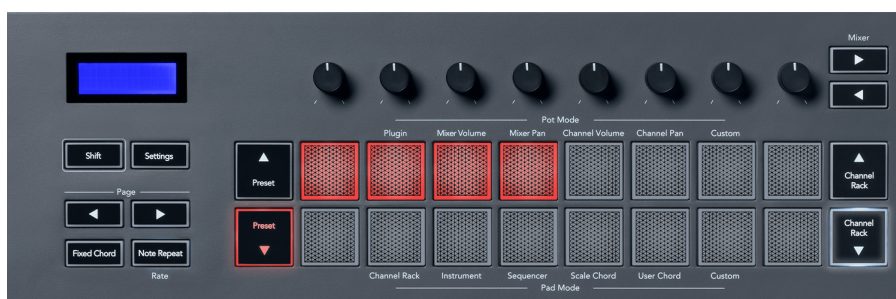 Mixer
Pot Mode
Plugin Mixer Volume Mixer Pan Channel Volume Channel Pan Custom
Shift Settings
Preset
Channel
Rack
Page
Preset
Channel
Rack
Fixed Chord Note Repeat
Rate
Channel Rack Instrument Sequencer Scale Chord User Chord Custom
Pad Mode